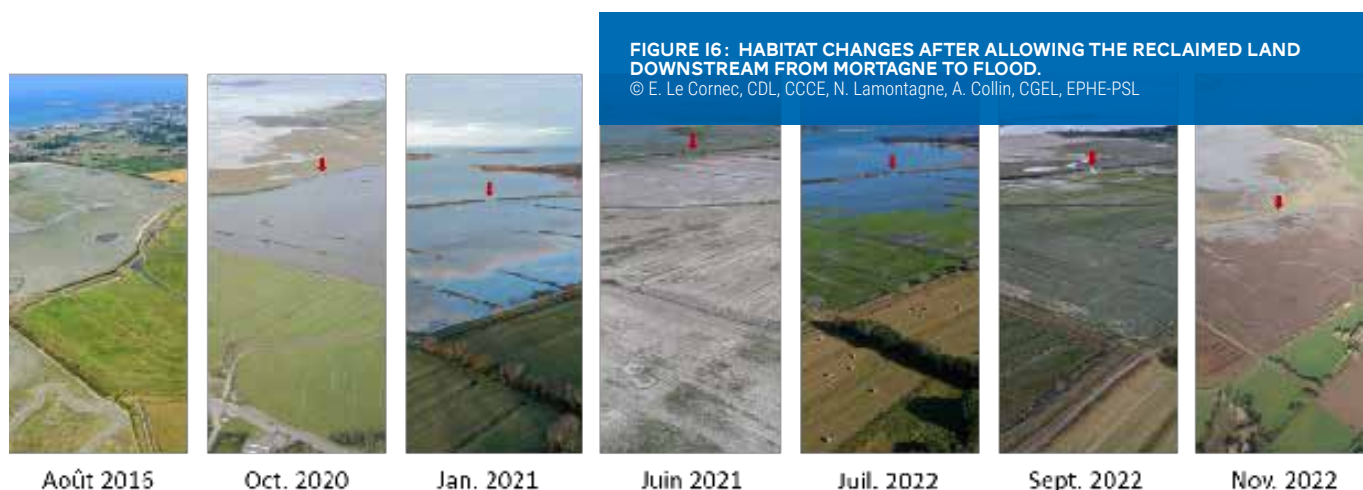 FIGURE 16: HABITAT CHANGES AFTER ALLOWING THE RECLAIMED LAND
DOWNSTREAM FROM MORTAGNE TO FLOOD.
© E. Le Cornec, CDL, CCCE, N. Lamontagne, A. Collin, CGEL, EPHE-PSL
Août 2016
Oct. 2020
Jan. 2021
Juin 2021
Juil. 2022
Sept. 2022
Nov. 2022